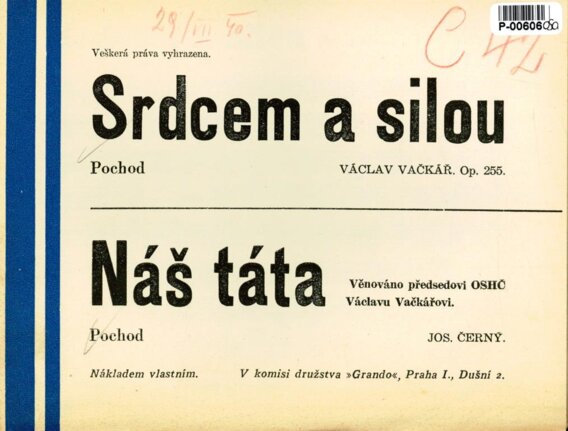 29/VII 40.
P-00606
C 42
Veškerá práva vyhrazena.
Srdcem a silou
Pochod VÁCLAV VAČKÁŘ. Op. 255.
Náš táta
Věnováno předsedovi OSHČ
Václavu Vačkářovi.
Pochod JOS. ČERNÝ.
Nákladem vlastním. V komisi družstva »Grando«, Praha I., Dušní 2.